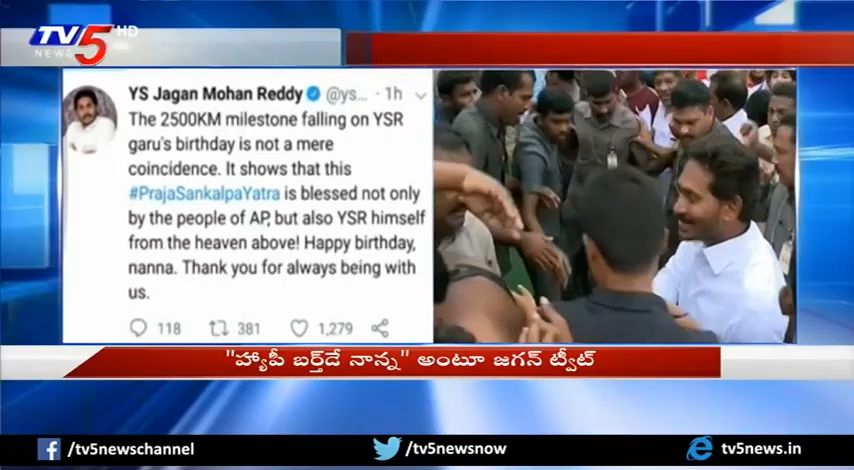 TV5 HD
NEWS
YS Jagan Mohan Reddy @ys... · 1h
The 2500KM milestone falling on YSR
garu's birthday is not a mere
coincidence. It shows that this
#PrajaSankalpaYatra is blessed not only
by the people of AP, but also YSR himself
from the heaven above! Happy birthday,
nanna. Thank you for always being with
us.
118 381 1,279
"హ్యాపీ బర్త్‌డే నాన్న" అంటూ జగన్ ట్వీట్
/tv5newschannel /tv5newsnow tv5news.in